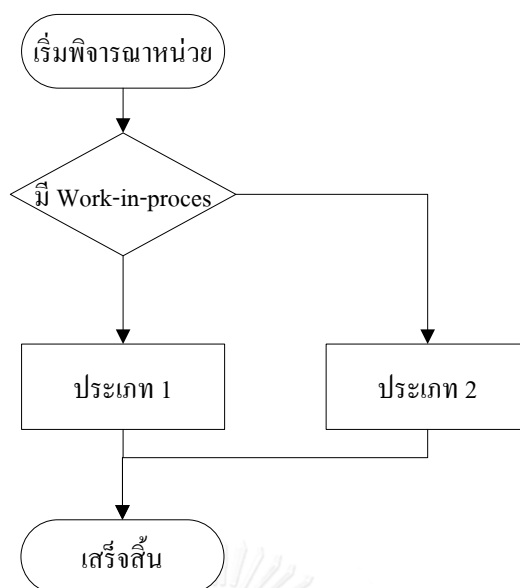 เริ่มพิจารณาหน่วย
มี Work-in-proces
ประเภท 1
ประเภท 2
เสร็จสิ้น